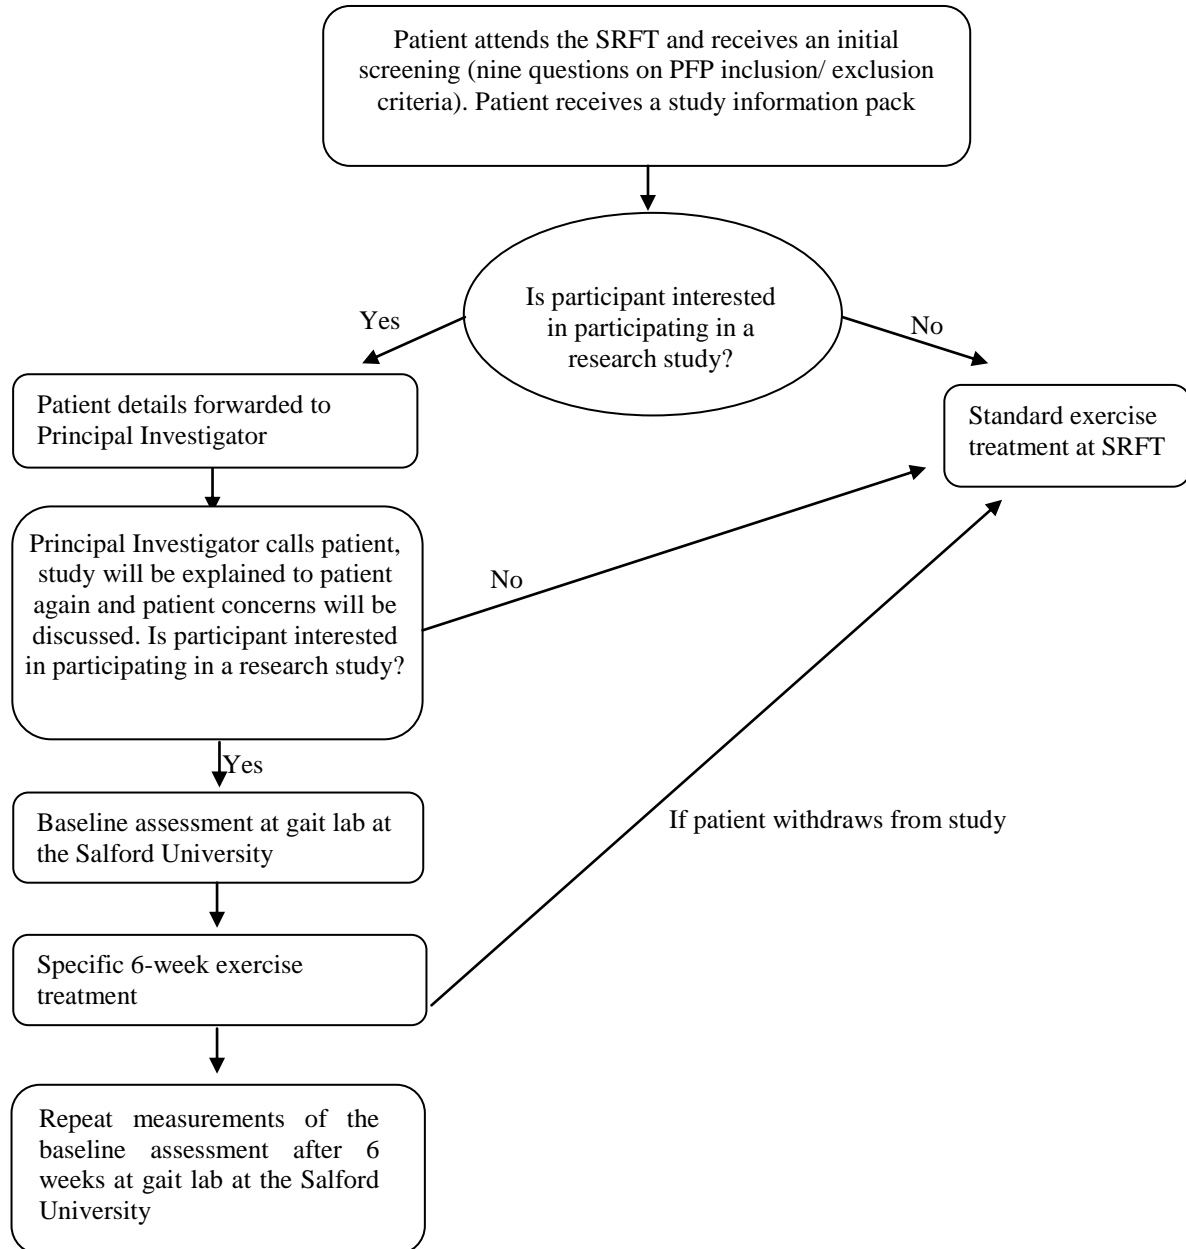 Patient attends the SRFT and receives an initial
screening (nine questions on PFP inclusion/ exclusion
criteria). Patient receives a study information pack
Is participant interested
in participating in a
research study?
Yes
No
Patient details forwarded to
Principal Investigator
Standard exercise
treatment at SRFT
Principal Investigator calls patient,
study will be explained to patient
again and patient concerns will be
discussed. Is participant interested
in participating in a research study?
No
Yes
Baseline assessment at gait lab at
the Salford University
If patient withdraws from study
Specific 6-week exercise
treatment
Repeat measurements of the
baseline assessment after 6
weeks at gait lab at the Salford
University